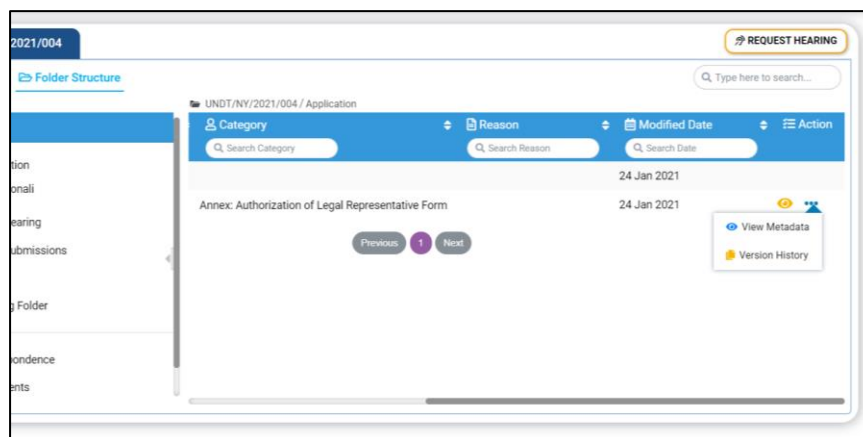 2021/004
REQUEST HEARING
Folder Structure
Type here to search...
UNDT/NY/2021/004 / Application
Category
Reason
Modified Date
Action
Search Category
Search Reason
Search Date
tion
onali
24 Jan 2021
Annex: Authorization of Legal Representative Form
24 Jan 2021
earing
View Metadata
ubmissions
Previous 1 Next
Version History
g Folder
ondence
ents